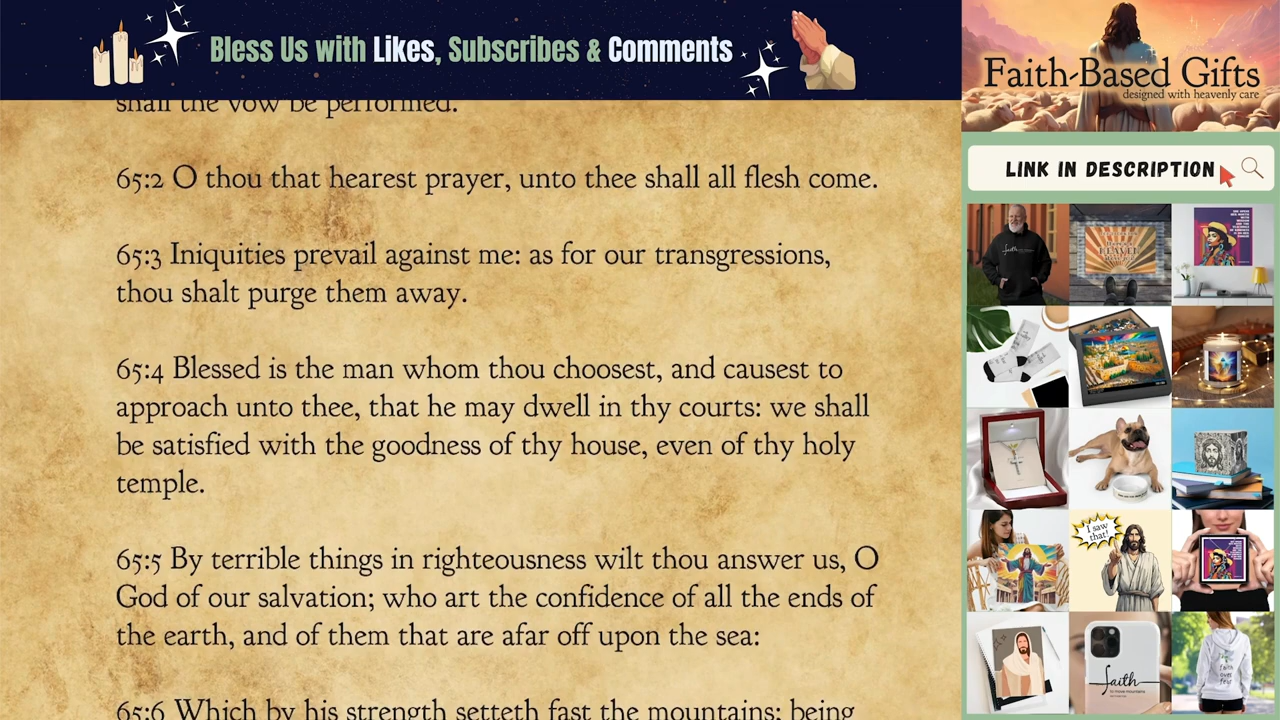 Bless Us with Likes, Subscribes & Comments
shall the vow be performed.
65:2 O thou that hearest prayer, unto thee shall all flesh come.
65:3 Iniquities prevail against me: as for our transgressions,
thou shalt purge them away.
65:4 Blessed is the man whom thou choosest, and causest to
approach unto thee, that he may dwell in thy courts: we shall
be satisfied with the goodness of thy house, even of thy holy
temple.
65:5 By terrible things in righteousness wilt thou answer us, O
God of our salvation; who art the confidence of all the ends of
the earth, and of them that are afar off upon the sea:
65:6 Which by his strength setteth fast the mountains; being
Faith-Based Gifts
designed with heavenly care
LINK IN DESCRIPTION
faith
I saw
that!
faith
to move mountains
faith
over
fear